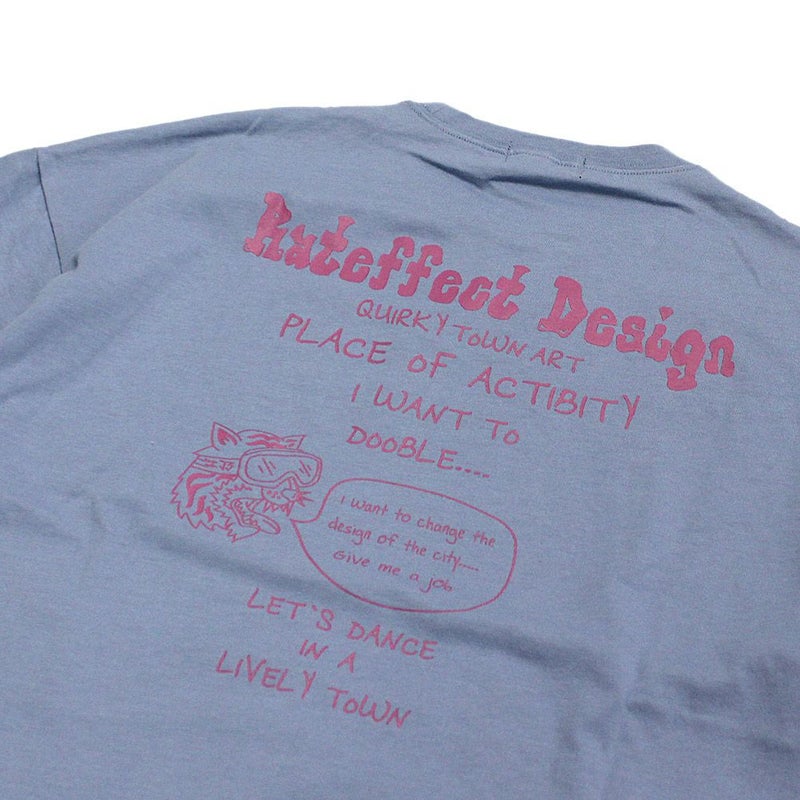 Rateffect Design
QUIRKY TOWN ART
PLACE OF ACTIBITY
I WANT TO
DOOBLE....
I want to change the
design of the city....
Give me a job
LET'S DANCE
IN A
LIVELY TOWN